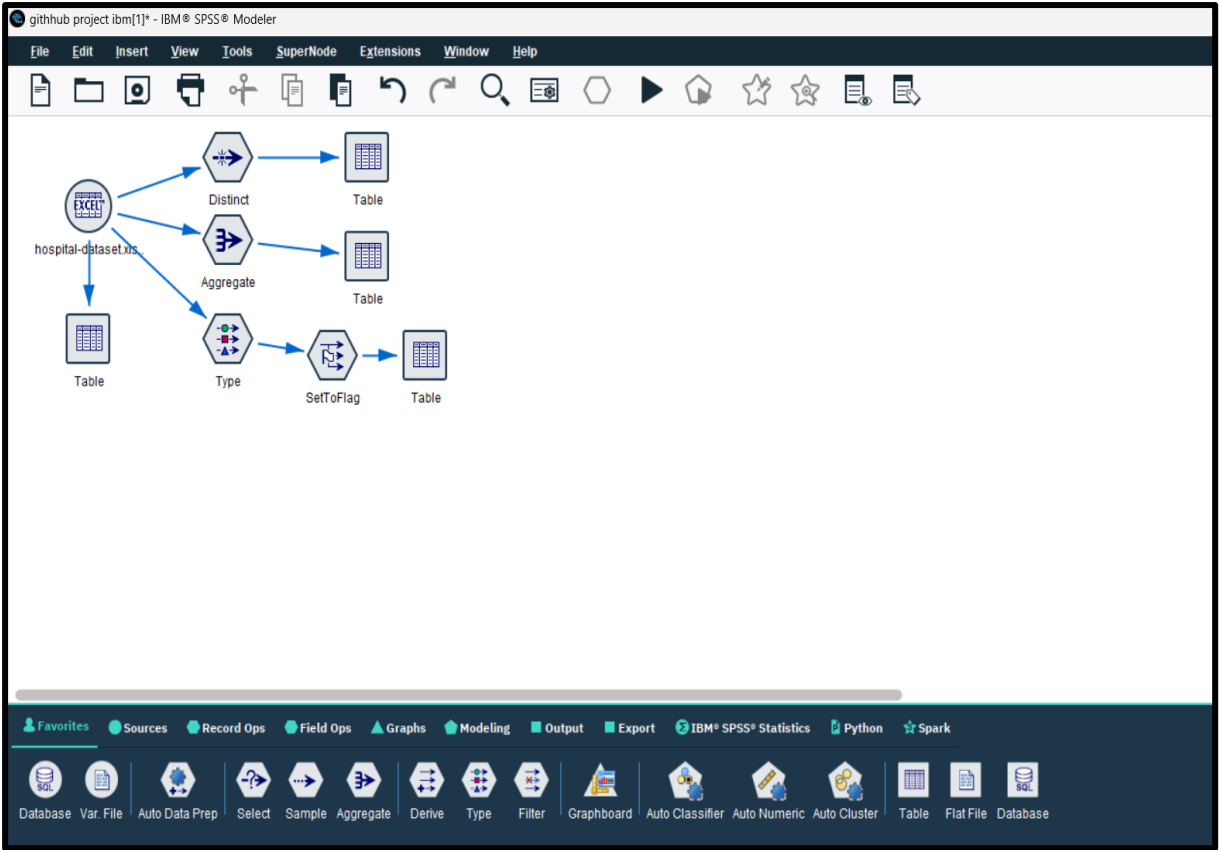 githhub project ibm[1]* - IBM® SPSS® Modeler
File Edit Insert View Tools SuperNode Extensions Window Help
Distinct
Table
EXCEL™
hospital-dataset.xls...
Aggregate
Table
Table
Type
SetToFlag
Table
Favorites Sources Record Ops Field Ops Graphs Modeling Output Export IBM® SPSS® Statistics Python Spark
SQL
SQL
Database Var. File Auto Data Prep Select Sample Aggregate Derive Type Filter Graphboard Auto Classifier Auto Numeric Auto Cluster Table Flat File Database